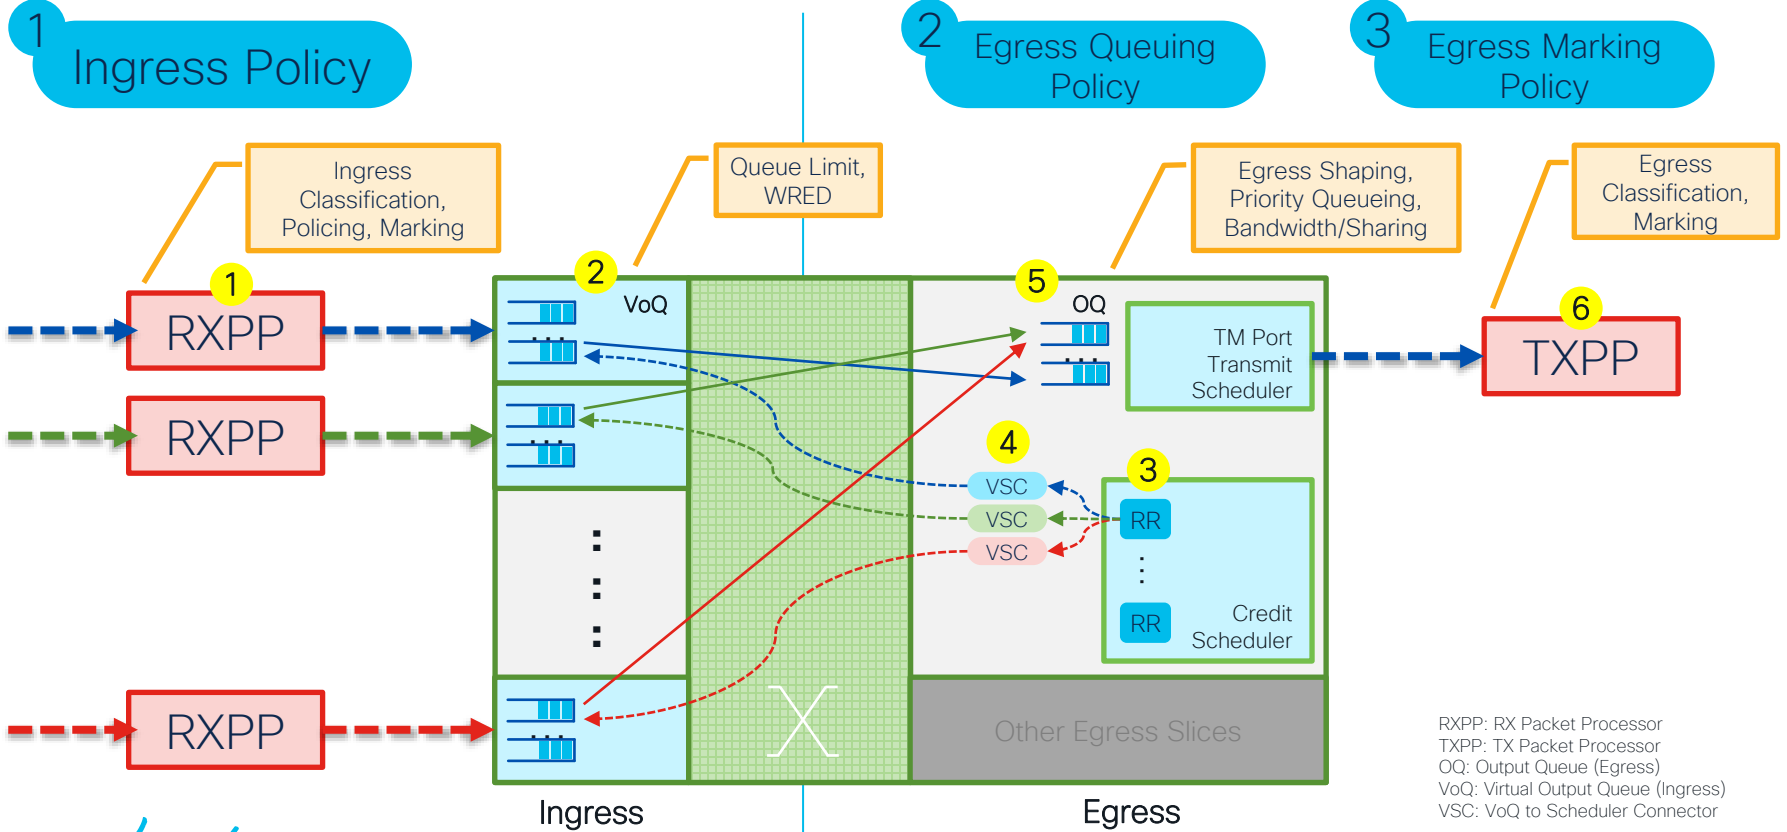 1
Ingress Policy
2
Egress Queuing
Policy
3
Egress Marking
Policy
Ingress
Classification,
Policing, Marking
Queue Limit,
WRED
Egress Shaping,
Priority Queueing,
Bandwidth/Sharing
Egress
Classification,
Marking
1
RXPP
RXPP
RXPP
2
VoQ
...
...
...
5
OQ
...
TM Port
Transmit
Scheduler
6
TXPP
4
VSC
VSC
VSC
3
RR
RR
Credit
Scheduler
Other Egress Slices
Ingress
Egress
RXPP: RX Packet Processor
TXPP: TX Packet Processor
OQ: Output Queue (Egress)
VoQ: Virtual Output Queue (Ingress)
VSC: VoQ to Scheduler Connector